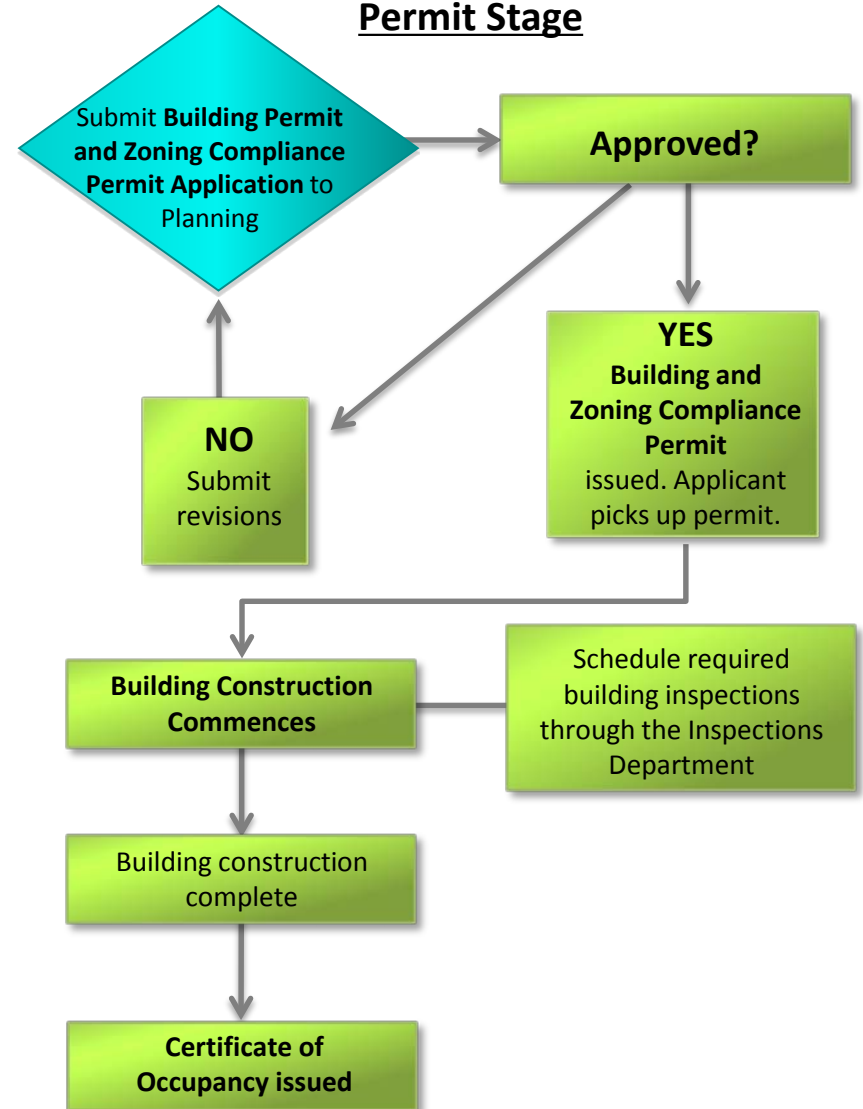 Permit Stage
Submit Building Permit
and Zoning Compliance
Permit Application to
Planning
Approved?
YES
Building and
Zoning Compliance
Permit
issued. Applicant
picks up permit.
NO
Submit
revisions
Building Construction
Commences
Schedule required
building inspections
through the Inspections
Department
Building construction
complete
Certificate of
Occupancy issued